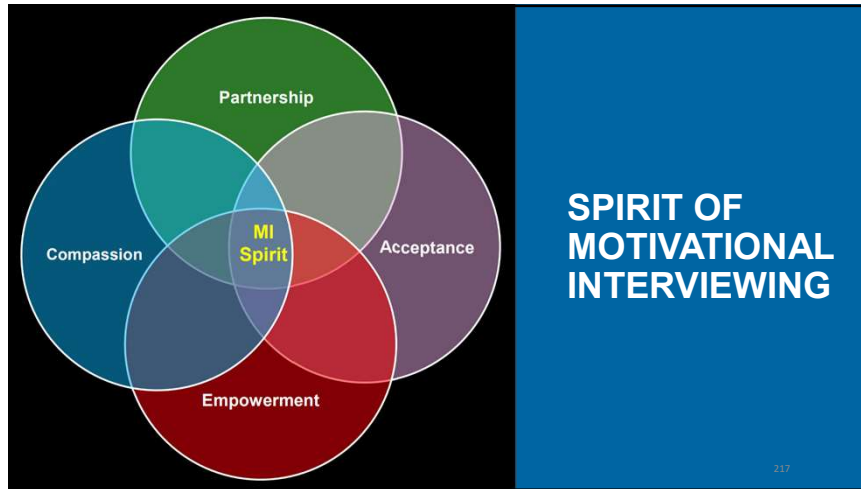 Partnership
Compassion
MI
Spirit
Acceptance
Empowerment
SPIRIT OF
MOTIVATIONAL
INTERVIEWING
217